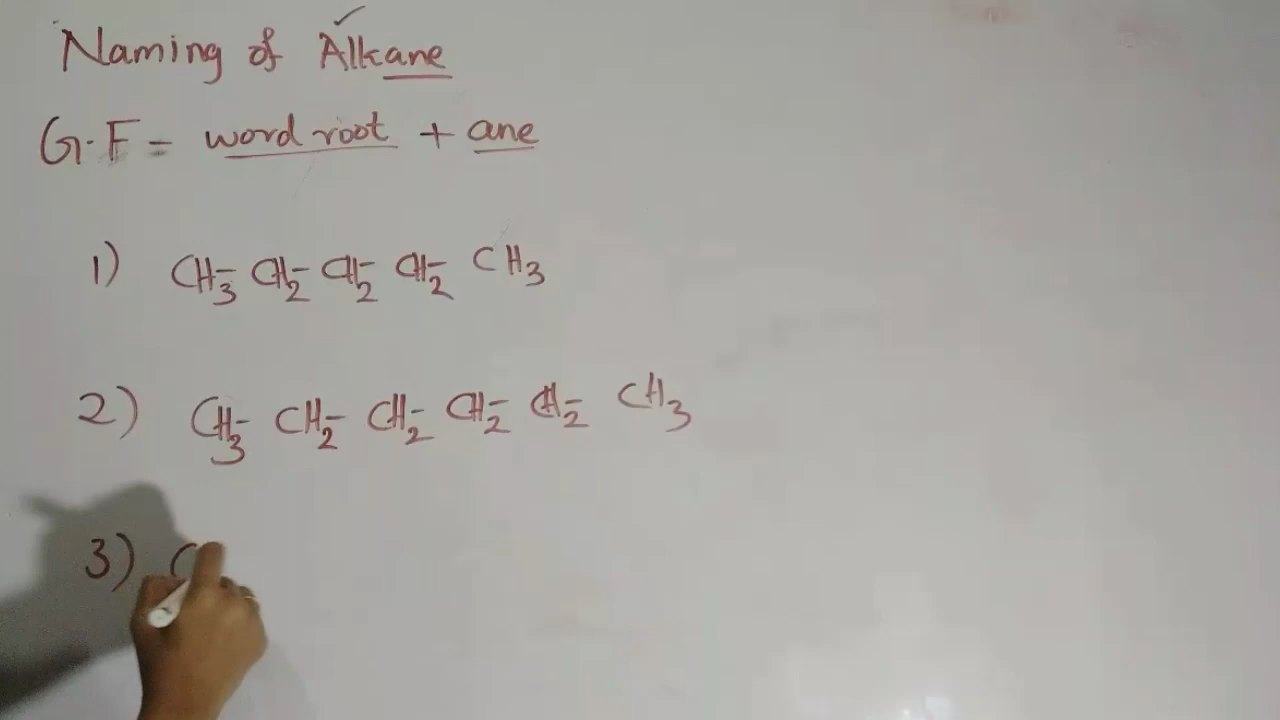 Naming of Alkane
G.F = word root + ane
1) CH₃- CH₂- CH₂- CH₂- CH₃
2) CH₃- CH₂- CH₂- CH₂- CH₂- CH₃
3) C